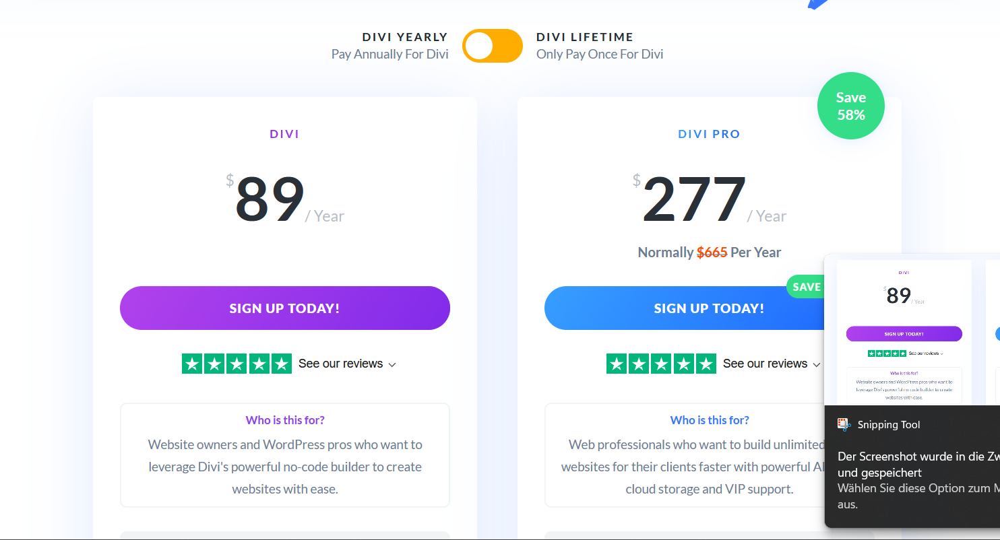 DIVI YEARLY
Pay Annually For Divi
DIVI LIFETIME
Only Pay Once For Divi
DIVI
$89/ Year
SIGN UP TODAY!
See our reviews
Who is this for?
Website owners and WordPress pros who want to
leverage Divi's powerful no-code builder to create
websites with ease.
Save
58%
DIVI PRO
$277/ Year
Normally $665 Per Year
SAVE
SIGN UP TODAY!
See our reviews
Who is this for?
Web professionals who want to build unlimited
websites for their clients faster with powerful
cloud storage and VIP support.
DIVI
$89/ Year
SIGN UP TODAY!
See our reviews
Who is this for?
Website owners and WordPress pros who want to
leverage Divi's powerful no-code builder to create
websites with ease.
Snipping Tool
Der Screenshot wurde in die
und gespeichert
Wählen Sie diese Option zum
aus.